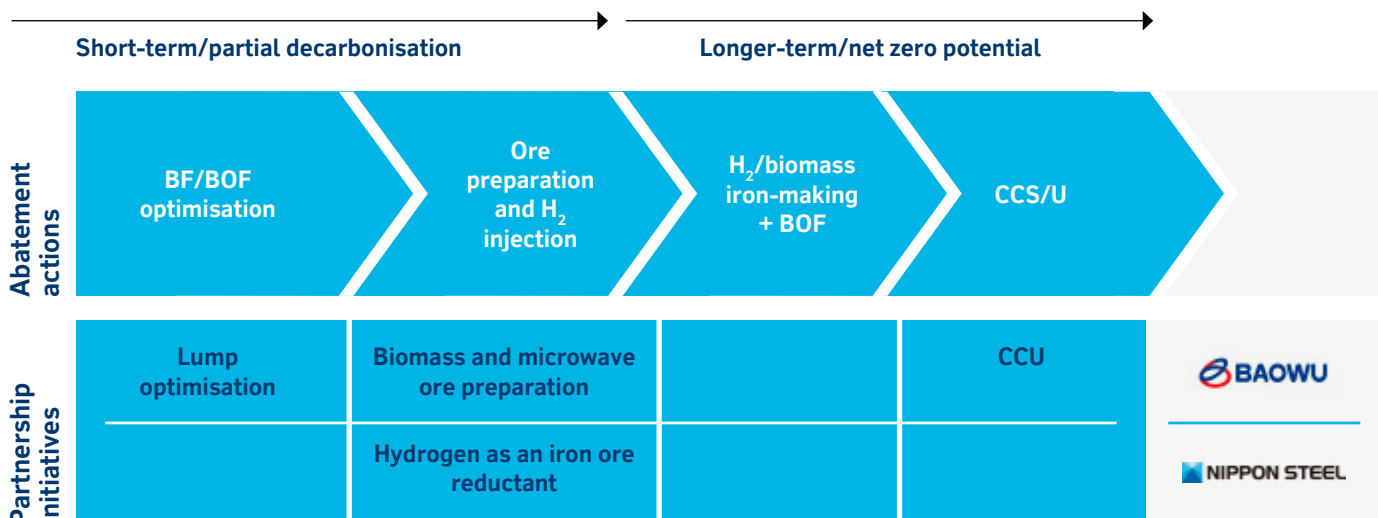 Short-term/partial decarbonisation
Longer-term/net zero potential
Abatement
actions
BF/BOF
optimisation
Ore
preparation
and H₂
injection
H₂/biomass
iron-making
+ BOF
CCS/U
Partnership
initiatives
Lump
optimisation
Biomass and microwave
ore preparation
CCU
BAOWU
Hydrogen as an iron ore
reductant
NIPPON STEEL